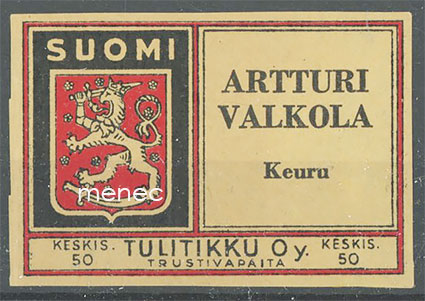 SUOMI
menec
ARTTURI
VALKOLA
Keuru
KESKIS.
50
TULITIKKU Oy.
TRUSTIVAPAITA
KESKIS.
50